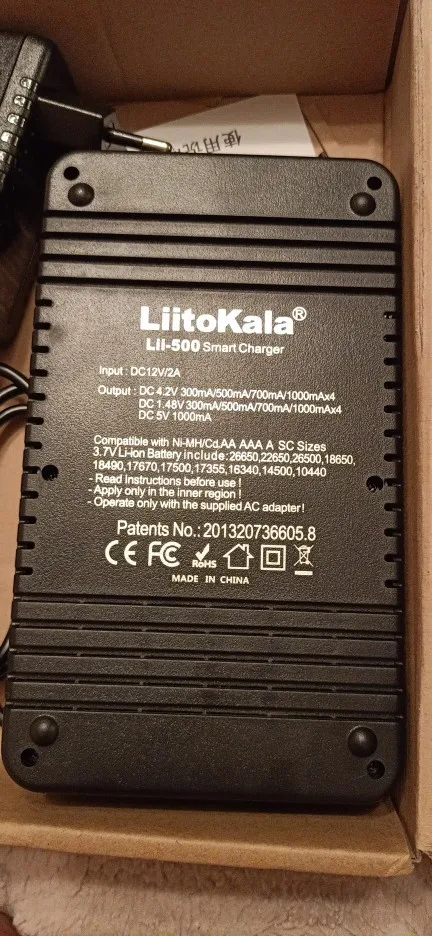 使用说
LiitoKala®
Lii-500 Smart Charger
Input : DC12V/2A
Output : DC 4.2V 300mA/500mA/700mA/1000mAx4
DC 1.48V 300mA/500mA/700mA/1000mAx4
DC 5V 1000mA
Compatible with Ni-MH/Cd.AA AAA A SC Sizes
3.7V Li-Ion Battery include:26650,22650,26500,18650,
18490,17670,17500,17355,16340,14500,10440
- Read Instructions before use !
- Apply only in the inner region !
- Operate only with the supplied AC adapter!
Patents No.: 201320736605.8
CE FC RoHS
MADE IN CHINA